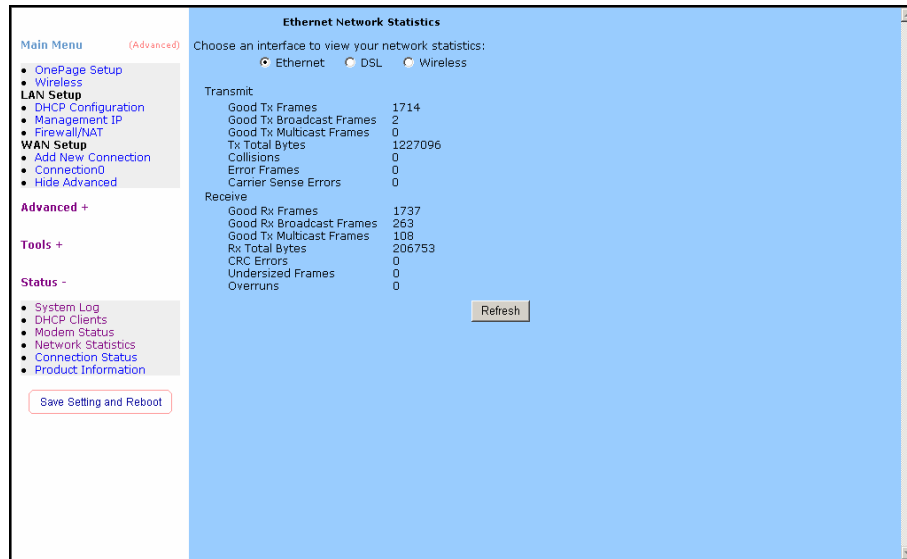 Ethernet Network Statistics
Main Menu (Advanced)
Choose an interface to view your network statistics:
Ethernet DSL Wireless
OnePage Setup
Wireless
LAN Setup
DHCP Configuration
Management IP
Firewall/NAT
WAN Setup
Add New Connection
Connection0
Hide Advanced
Advanced +
Tools +
Status -
System Log
DHCP Clients
Modem Status
Network Statistics
Connection Status
Product Information
Save Setting and Reboot
Transmit
Good Tx Frames 1714
Good Tx Broadcast Frames 2
Good Tx Multicast Frames 0
Tx Total Bytes 1227096
Collisions 0
Error Frames 0
Carrier Sense Errors 0
Receive
Good Rx Frames 1737
Good Rx Broadcast Frames 263
Good Tx Multicast Frames 108
Rx Total Bytes 206753
CRC Errors 0
Undersized Frames 0
Overruns 0
Refresh